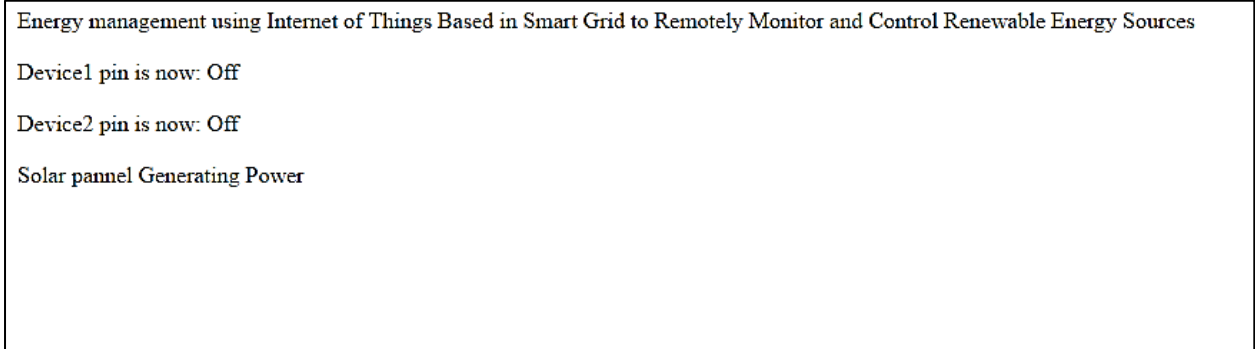 Energy management using Internet of Things Based in Smart Grid to Remotely Monitor and Control Renewable Energy Sources
Device1 pin is now: Off
Device2 pin is now: Off
Solar pannel Generating Power